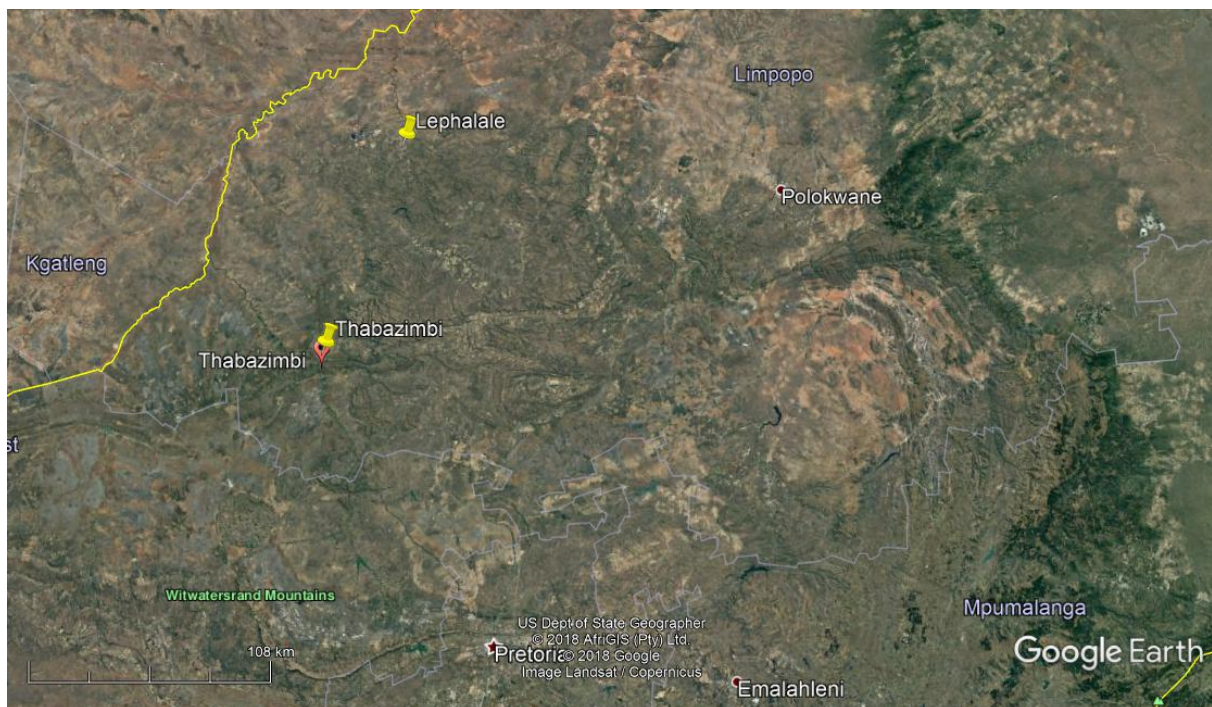 Limpopo
Lephalale
Polokwane
Kgatleng
Thabazimbi
Thabazimbi
st
Witwatersrand Mountains
Mpumalanga
US Dept of State Geographer
© 2018 AfriGIS (Pty) Ltd.
© 2018 Google
Image Landsat / Copernicus
Pretoria
108 km
Google Earth
Emalahleni